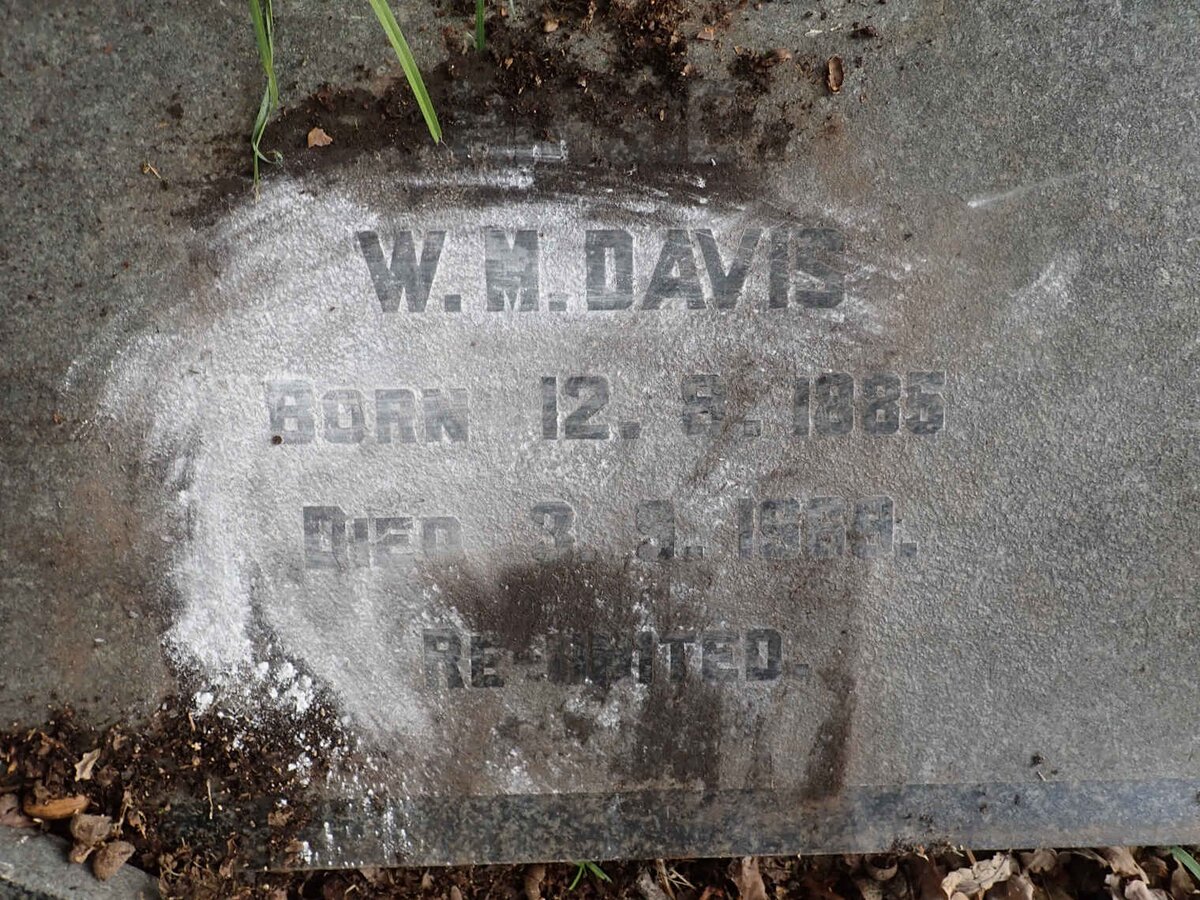 W. M. DAVIS
BORN 12. 8. 1885
DIED 3. 9.
RE-UNITED.